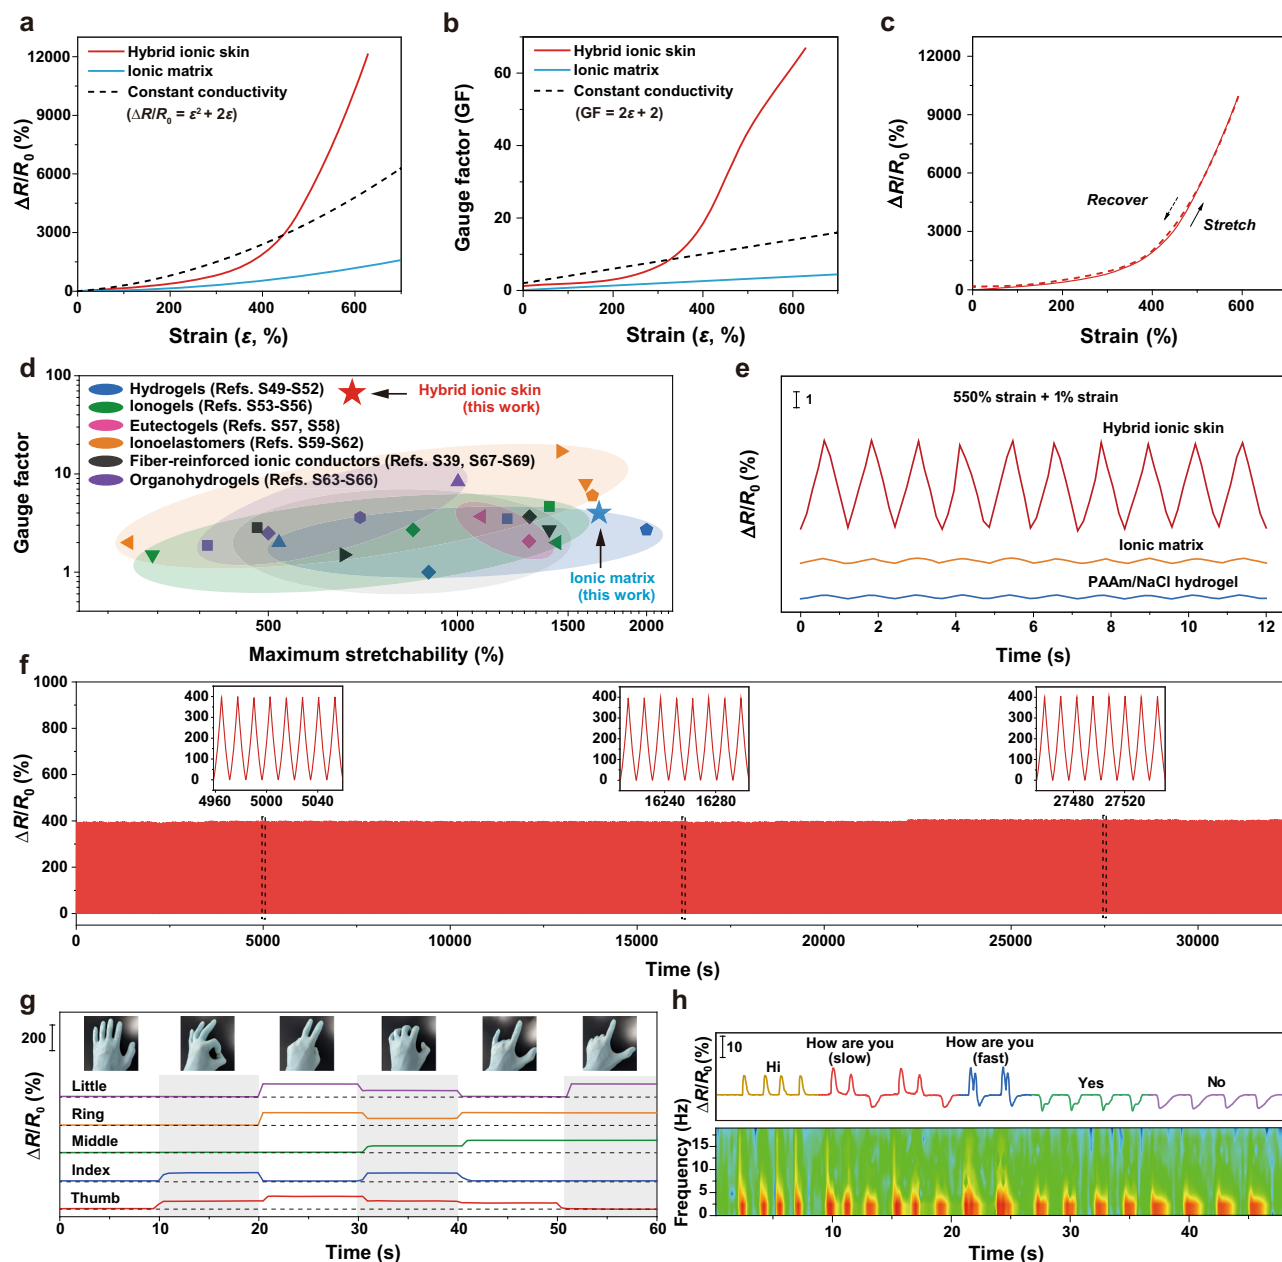 a
12000
9000
6000
3000
0
ΔR/R0 (%)
Hybrid ionic skin
Ionic matrix
Constant conductivity
(ΔR/R0 = ε² + 2ε)
0 200 400 600
Strain (ε, %)
b
60
40
20
0
Gauge factor (GF)
Hybrid ionic skin
Ionic matrix
Constant conductivity
(GF = 2ε + 2)
0 200 400 600
Strain (ε, %)
c
12000
9000
6000
3000
0
ΔR/R0 (%)
Recover
Stretch
0 200 400 600
Strain (%)
d
100
10
1
Gauge factor
Hydrogels (Refs. S49-S52)
Ionogels (Refs. S53-S56)
Eutectogels (Refs. S57, S58)
Ionoelastomers (Refs. S59-S62)
Fiber-reinforced ionic conductors (Refs. S39, S67-S69)
Organohydrogels (Refs. S63-S66)
Hybrid ionic skin
(this work)
Ionic matrix
(this work)
500 1000 1500 2000
Maximum stretchability (%)
e
1
550% strain + 1% strain
Hybrid ionic skin
Ionic matrix
PAAm/NaCl hydrogel
ΔR/R0 (%)
0 2 4 6 8 10 12
Time (s)
f
1000
800
600
400
200
0
ΔR/R0 (%)
400
300
200
100
0
4960 5000 5040
400
300
200
100
0
16240 16280
400
300
200
100
0
27480 27520
0 5000 10000 15000 20000 25000 30000
Time (s)
g
200
ΔR/R0 (%)
Little
Ring
Middle
Index
Thumb
0 10 20 30 40 50 60
Time (s)
h
10
ΔR/R0 (%)
Hi
How are you
(slow)
How are you
(fast)
Yes
No
Frequency (Hz)
15
10
5
0
10 20 30 40
Time (s)